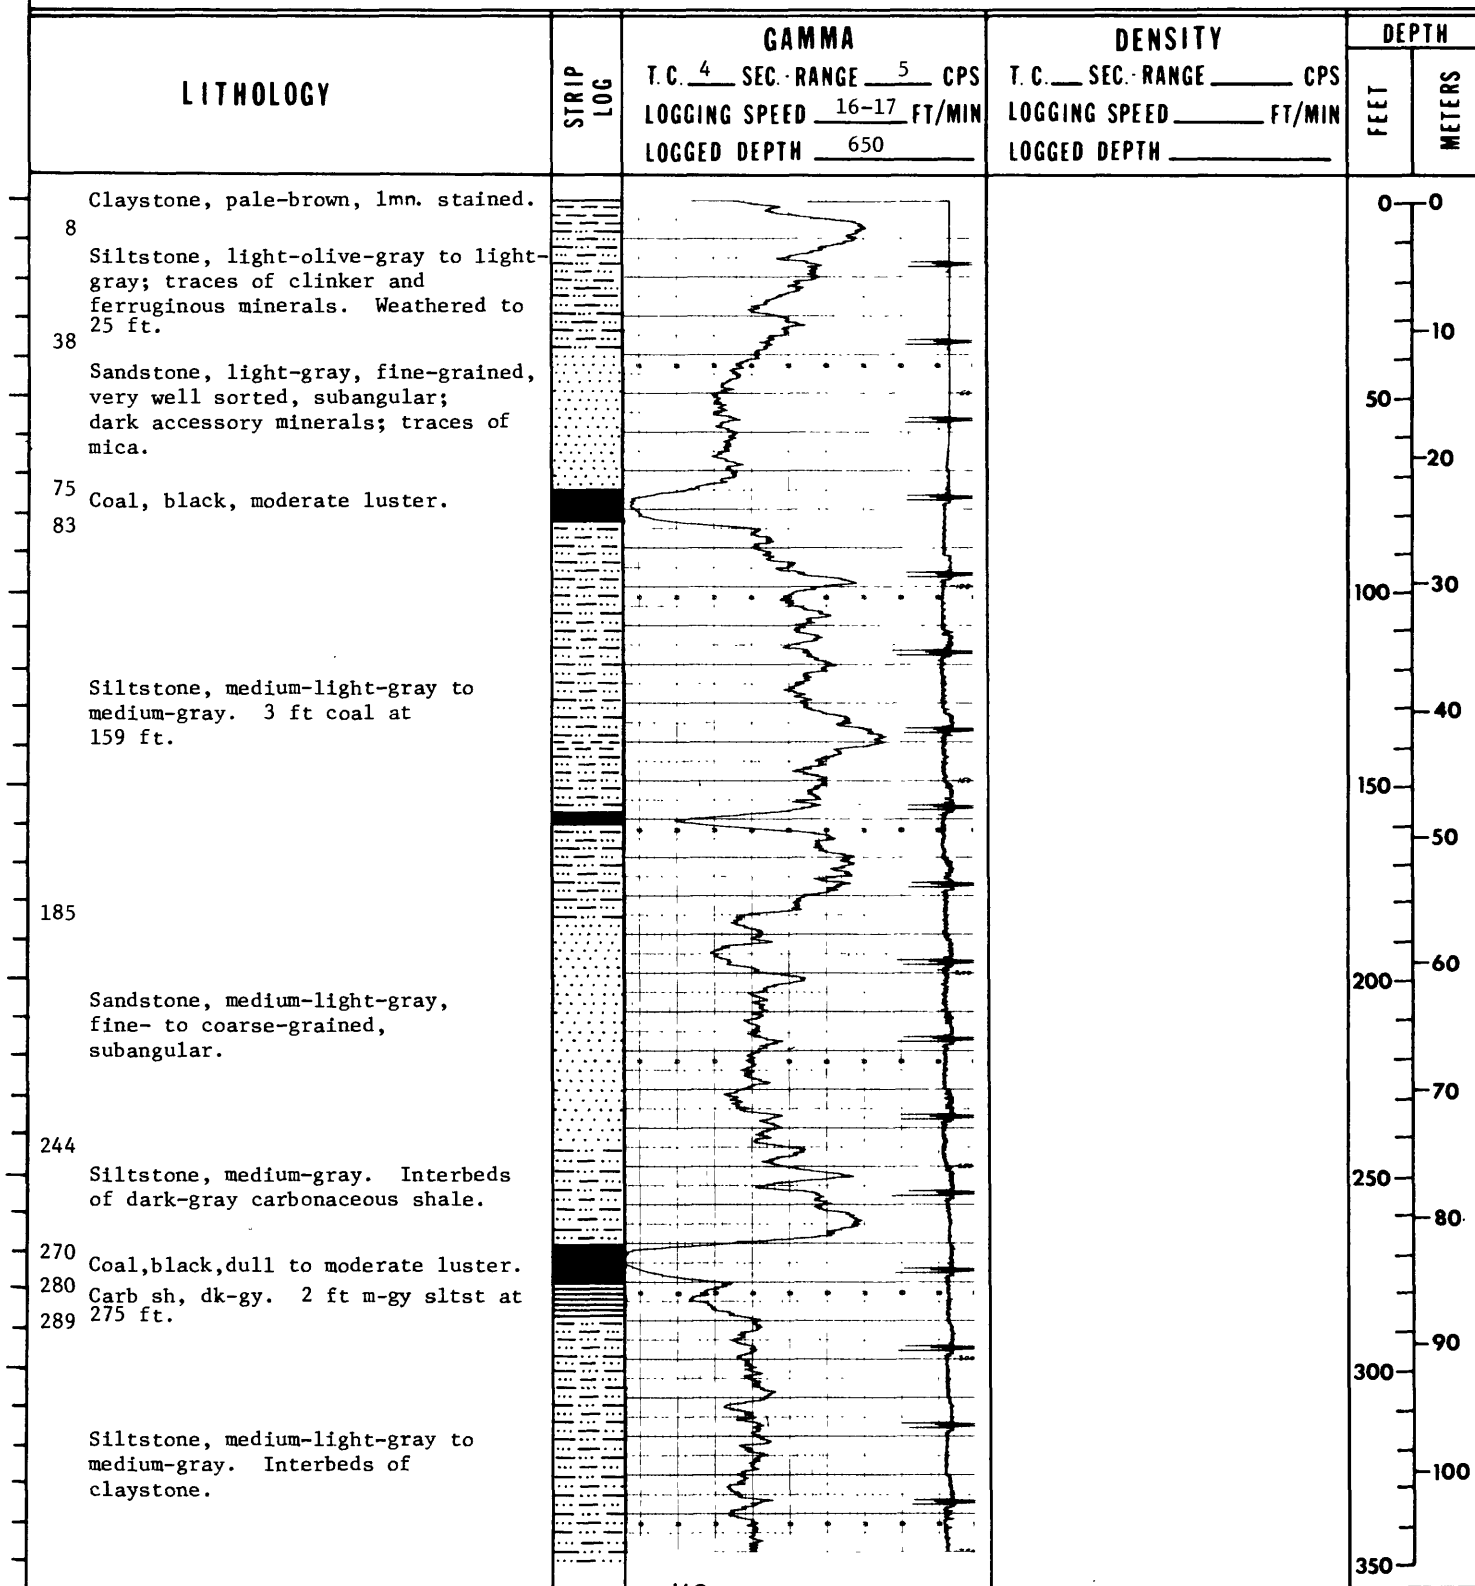 LITHOLOGY
STRIP LOG
GAMMA
T.C. 4 SEC.-RANGE 5 CPS
LOGGING SPEED 16-17 FT/MIN
LOGGED DEPTH 650
DENSITY
T.C. SEC.-RANGE CPS
LOGGING SPEED FT/MIN
LOGGED DEPTH
DEPTH
FEET
METERS
Claystone, pale-brown, lmn. stained.
8
Siltstone, light-olive-gray to light-
gray; traces of clinker and
ferruginous minerals. Weathered to
25 ft.
38
Sandstone, light-gray, fine-grained,
very well sorted, subangular;
dark accessory minerals; traces of
mica.
75
Coal, black, moderate luster.
83
Siltstone, medium-light-gray to
medium-gray. 3 ft coal at
159 ft.
185
Sandstone, medium-light-gray,
fine- to coarse-grained,
subangular.
244
Siltstone, medium-gray. Interbeds
of dark-gray carbonaceous shale.
270
Coal,black,dull to moderate luster.
280
Carb sh, dk-gy. 2 ft m-gy sltst at
275 ft.
289
Siltstone, medium-light-gray to
medium-gray. Interbeds of
claystone.
0
50
100
150
200
250
300
350
0
10
20
30
40
50
60
70
80
90
100